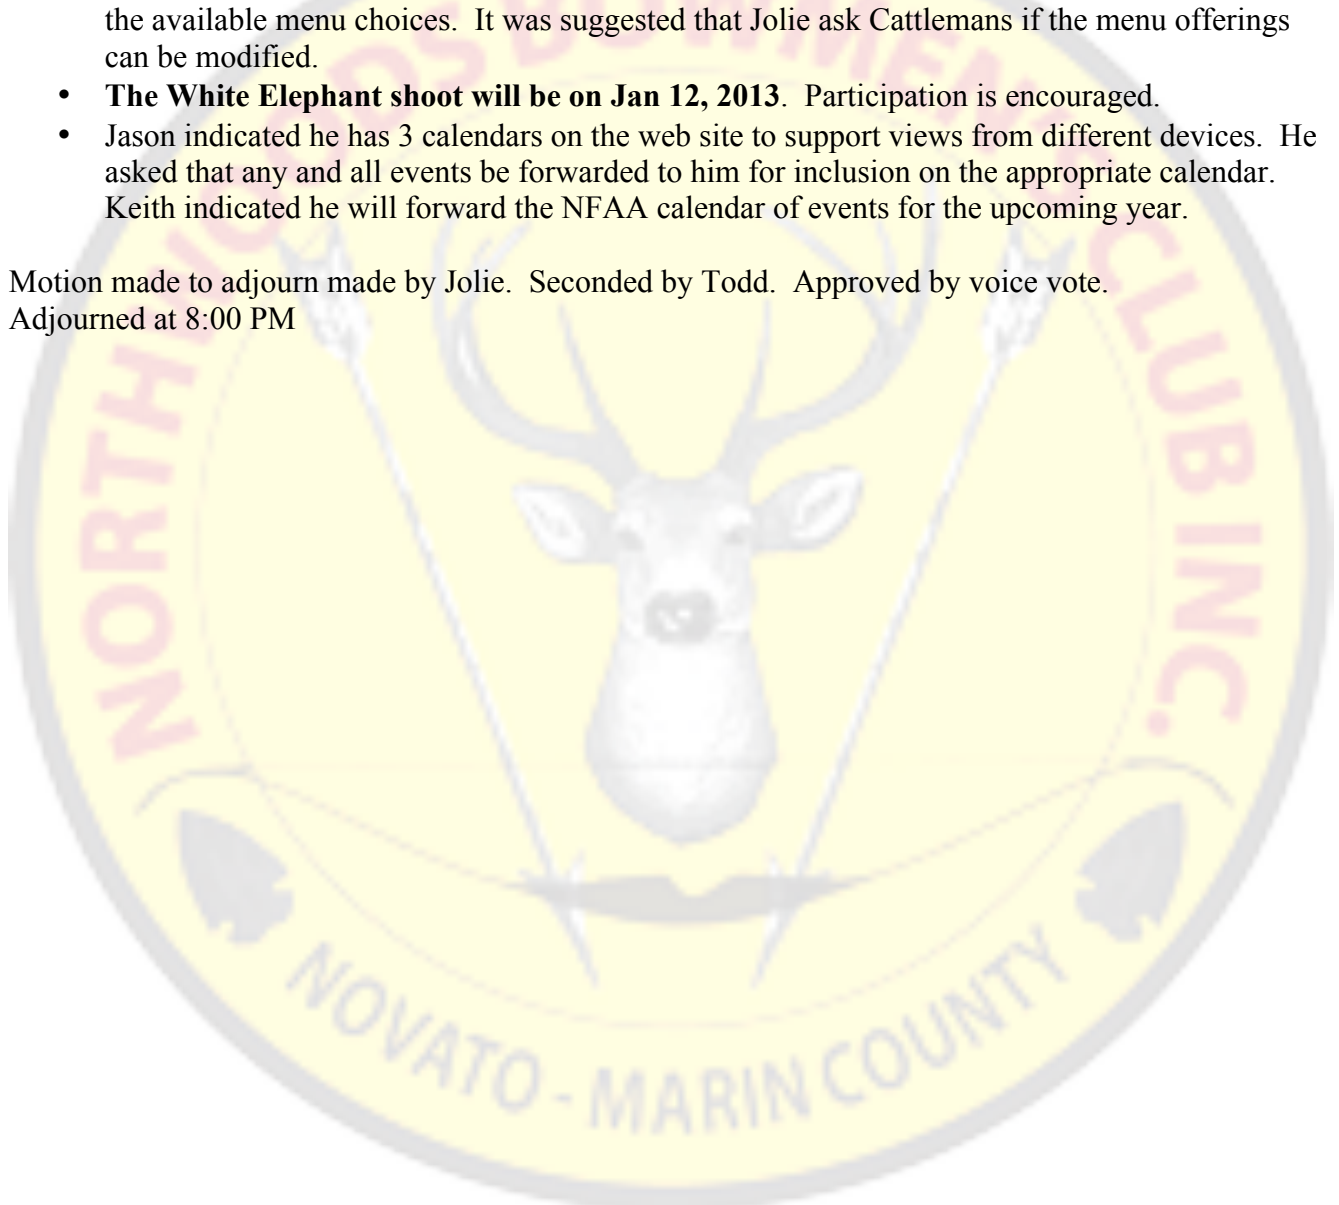 the available menu choices.  It was suggested that Jolie ask Cattlemans if the menu offerings
can be modified.
• The White Elephant shoot will be on Jan 12, 2013.  Participation is encouraged.
• Jason indicated he has 3 calendars on the web site to support views from different devices.  He
asked that any and all events be forwarded to him for inclusion on the appropriate calendar.
Keith indicated he will forward the NFAA calendar of events for the upcoming year.
Motion made to adjourn made by Jolie.  Seconded by Todd.  Approved by voice vote.
Adjourned at 8:00 PM
NORTHWOODS BOWMEN'S CLUB INC.
NOVATO - MARIN COUNTY